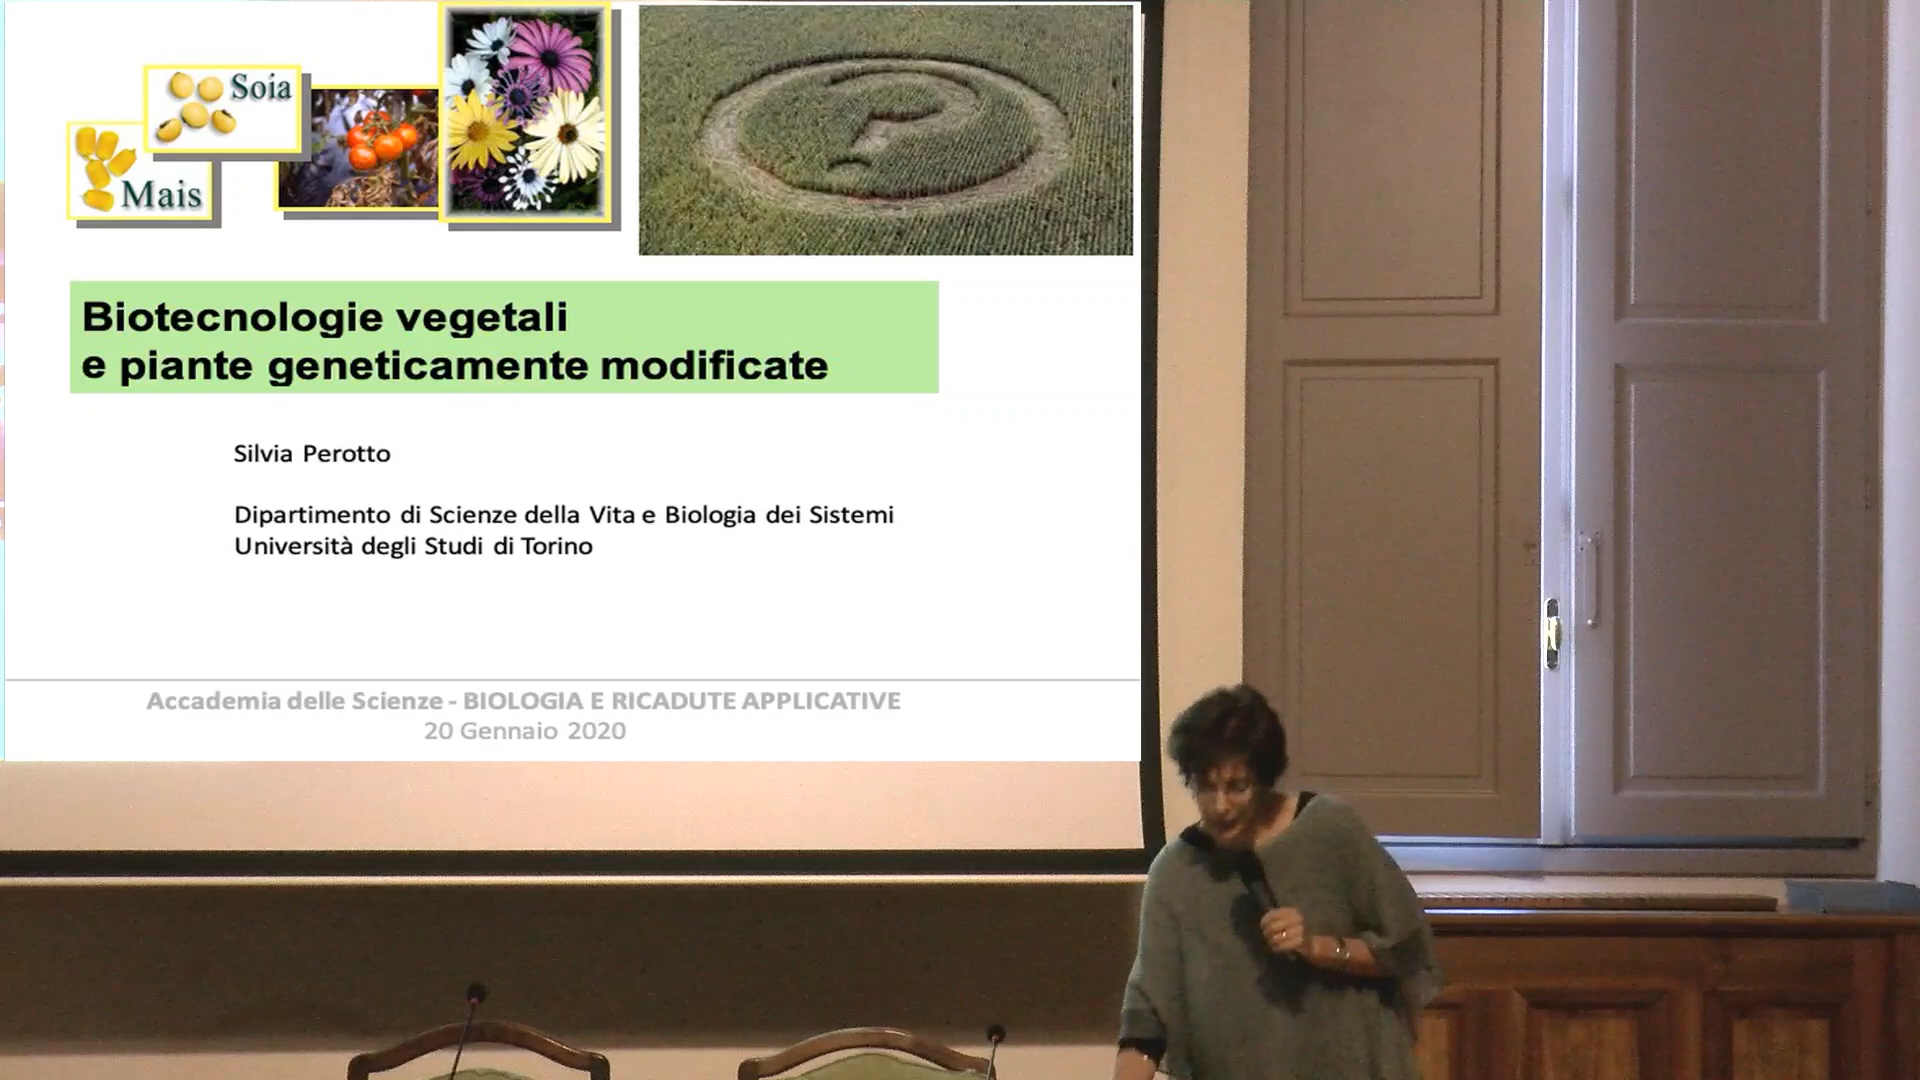 Soia
Mais
Biotecnologie vegetali
e piante geneticamente modificate
Silvia Perotto
Dipartimento di Scienze della Vita e Biologia dei Sistemi
Università degli Studi di Torino
Accademia delle Scienze - BIOLOGIA E RICADUTE APPLICATIVE
20 Gennaio 2020